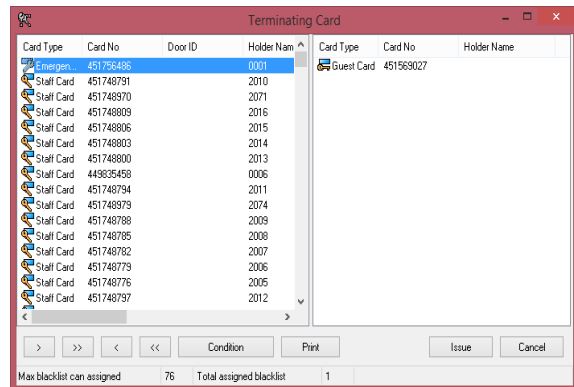 Terminating Card
Card Type Card No Door ID Holder Nam Card Type Card No Holder Name
Emergen... 451756486 0001 Guest Card 451569027
Staff Card 451748791 2010
Staff Card 451748970 2071
Staff Card 451748809 2016
Staff Card 451748806 2015
Staff Card 451748803 2014
Staff Card 451748800 2013
Staff Card 449835458 0006
Staff Card 451748794 2011
Staff Card 451748979 2074
Staff Card 451748788 2009
Staff Card 451748785 2008
Staff Card 451748782 2007
Staff Card 451748779 2006
Staff Card 451748776 2005
Staff Card 451748797 2012
> >> < << Condition Print Issue Cancel
Max blacklist can assigned 76 Total assigned blacklist 1